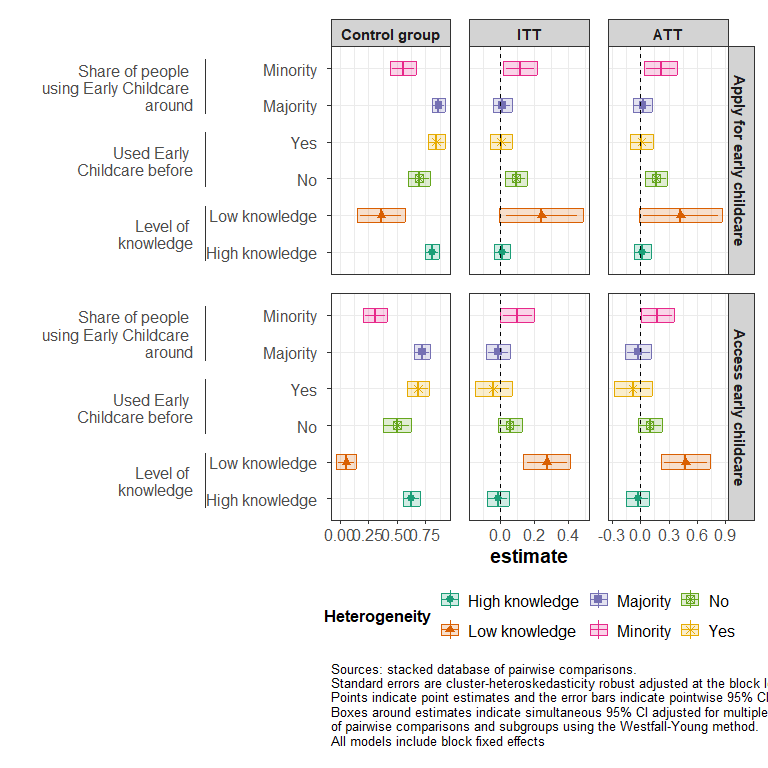 Control group
ITT
ATT
Share of people
using Early Childcare
around
Minority
Majority
Used Early
Childcare before
Yes
No
Level of
knowledge
Low knowledge
High knowledge
Apply for early childcare
Share of people
using Early Childcare
around
Minority
Majority
Used Early
Childcare before
Yes
No
Level of
knowledge
Low knowledge
High knowledge
Access early childcare
0.00 0.25 0.50 0.75
0.0 0.2 0.4
-0.3 0.0 0.3 0.6 0.9
estimate
Heterogeneity
High knowledge
Majority
No
Low knowledge
Minority
Yes
Sources: stacked database of pairwise comparisons.
Standard errors are cluster-heteroskedasticity robust adjusted at the block l
Points indicate point estimates and the error bars indicate pointwise 95% CI
Boxes around estimates indicate simultaneous 95% CI adjusted for multiple
of pairwise comparisons and subgroups using the Westfall-Young method.
All models include block fixed effects